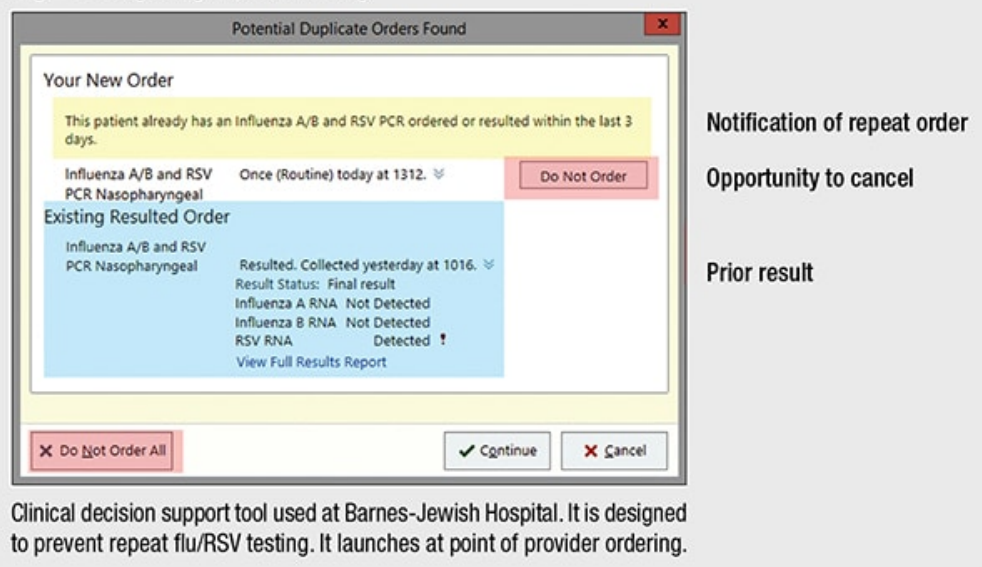 Potential Duplicate Orders Found
x
Your New Order
This patient already has an Influenza A/B and RSV PCR ordered or resulted within the last 3
days.
Notification of repeat order
Influenza A/B and RSV Once (Routine) today at 1312.
PCR Nasopharyngeal
Do Not Order
Opportunity to cancel
Existing Resulted Order
Influenza A/B and RSV
PCR Nasopharyngeal Resulted. Collected yesterday at 1016.
Prior result
Result Status: Final result
Influenza A RNA Not Detected
Influenza B RNA Not Detected
RSV RNA Detected !
View Full Results Report
Do Not Order All
Continue
Cancel
Clinical decision support tool used at Barnes-Jewish Hospital. It is designed
to prevent repeat flu/RSV testing. It launches at point of provider ordering.